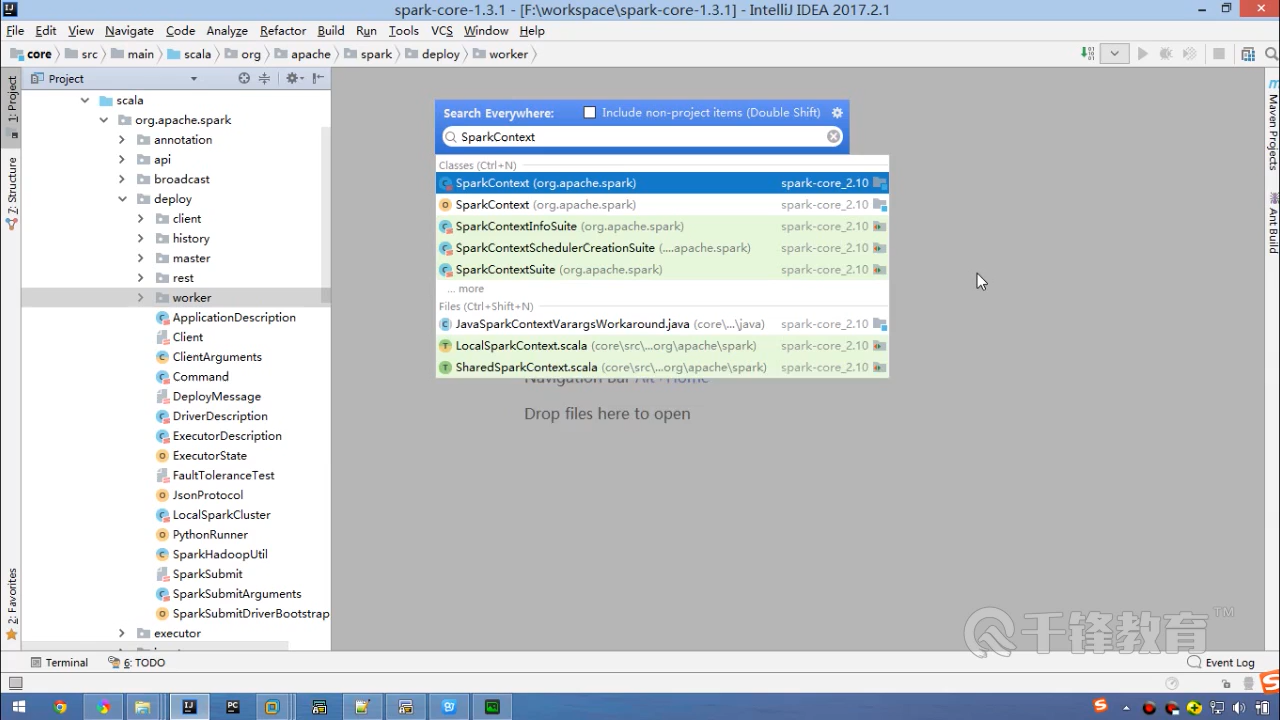 spark-core-1.3.1 - [F:\workspace\spark-core-1.3.1] - IntelliJ IDEA 2017.2.1
File Edit View Navigate Code Analyze Refactor Build Run Tools VCS Window Help
core src main scala org apache spark deploy worker
1: Project
Z: Structure
2: Favorites
Project
scala
org.apache.spark
annotation
api
broadcast
deploy
client
history
master
rest
worker
ApplicationDescription
Client
ClientArguments
Command
DeployMessage
DriverDescription
ExecutorDescription
ExecutorState
FaultToleranceTest
JsonProtocol
LocalSparkCluster
PythonRunner
SparkHadoopUtil
SparkSubmit
SparkSubmitArguments
SparkSubmitDriverBootstrap
executor
Search Everywhere: Include non-project items (Double Shift)
SparkContext
Classes (Ctrl+N)
SparkContext (org.apache.spark) spark-core_2.10
SparkContext (org.apache.spark) spark-core_2.10
SparkContextInfoSuite (org.apache.spark) spark-core_2.10
SparkContextSchedulerCreationSuite (....apache.spark) spark-core_2.10
SparkContextSuite (org.apache.spark) spark-core_2.10
... more
Files (Ctrl+Shift+N)
JavaSparkContextVarargsWorkaround.java (core\...\java) spark-core_2.10
LocalSparkContext.scala (core\src\...org\apache\spark) spark-core_2.10
SharedSparkContext.scala (core\src\...org\apache\spark) spark-core_2.10
Navigation Bar Alt+Home
Drop files here to open
Maven Projects
Ant Build
千锋教育™
Terminal 6: TODO Event Log